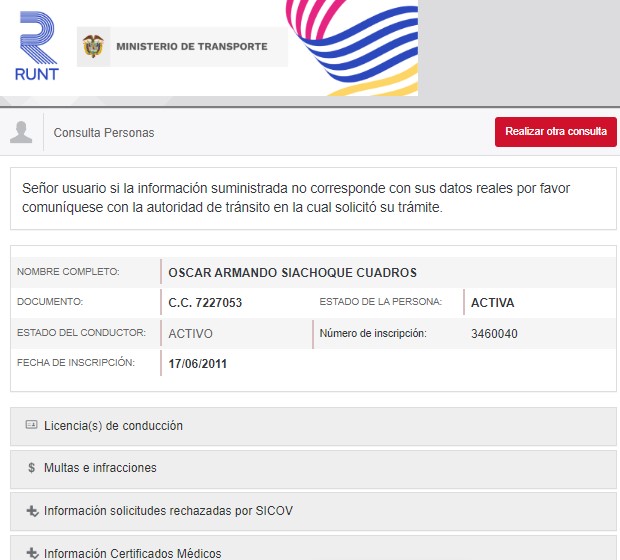 RUNT
MINISTERIO DE TRANSPORTE
Consulta Personas
Realizar otra consulta
Señor usuario si la información suministrada no corresponde con sus datos reales por favor
comuníquese con la autoridad de tránsito en la cual solicitó su trámite.
NOMBRE COMPLETO: OSCAR ARMANDO SIACHOQUE CUADROS
DOCUMENTO: C.C. 7227053 ESTADO DE LA PERSONA: ACTIVA
ESTADO DEL CONDUCTOR: ACTIVO Número de inscripción: 3460040
FECHA DE INSCRIPCIÓN: 17/06/2011
Licencia(s) de conducción
$ Multas e infracciones
Información solicitudes rechazadas por SICOV
Información Certificados Médicos